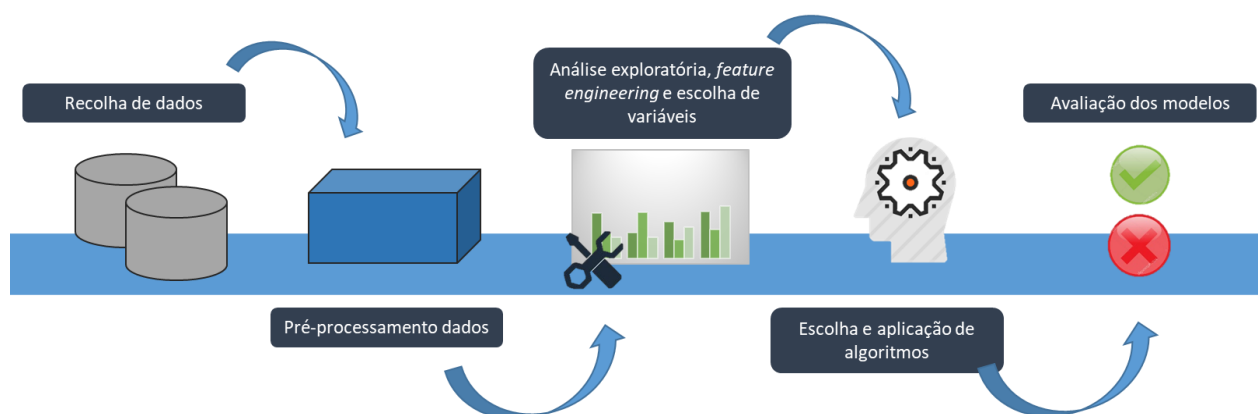 Recolha de dados
Pré-processamento dados
Análise exploratória, feature
engineering e escolha de
variáveis
Escolha e aplicação de
algoritmos
Avaliação dos modelos